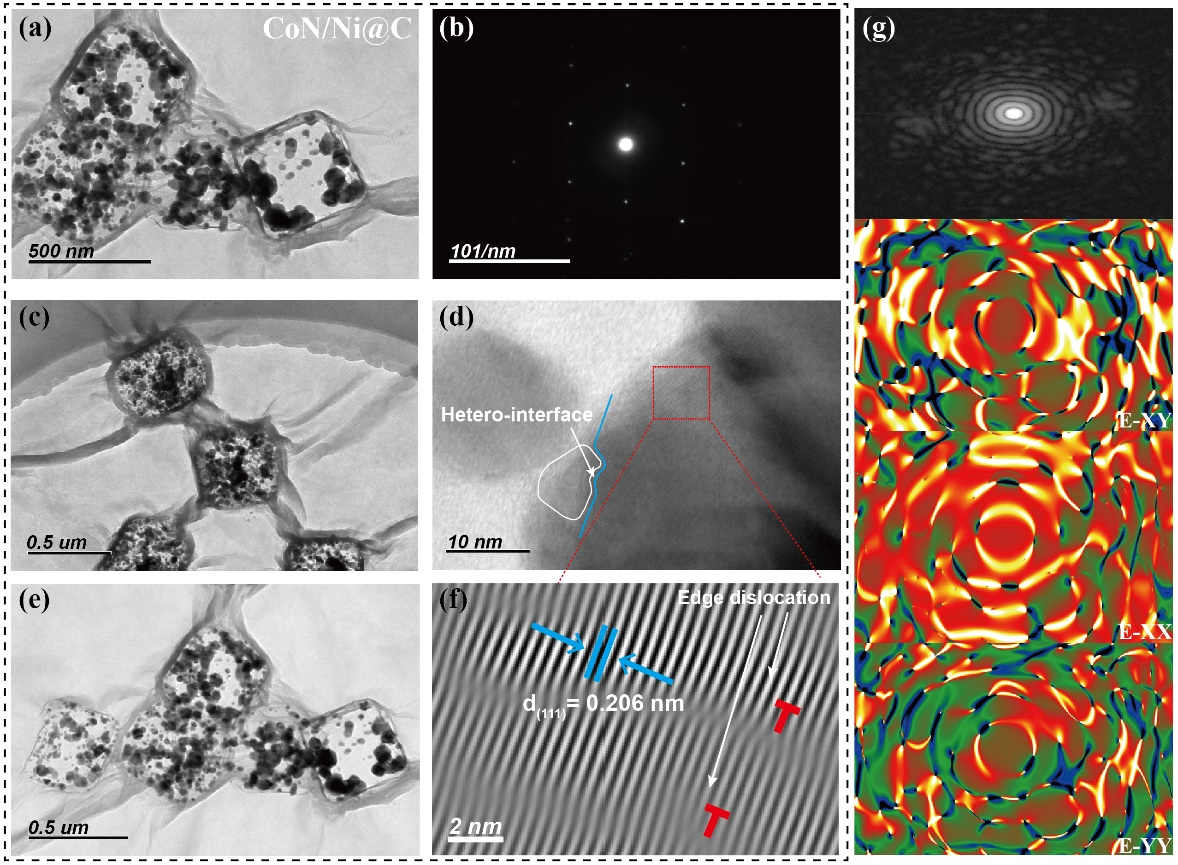 (a)
CoN/Ni@C
500 nm
(b)
101/nm
(c)
0.5 um
(d)
Hetero-interface
10 nm
(e)
0.5 um
(f)
Edge dislocation
d(111)= 0.206 nm
2 nm
(g)
E-XY
E-XX
E-YY